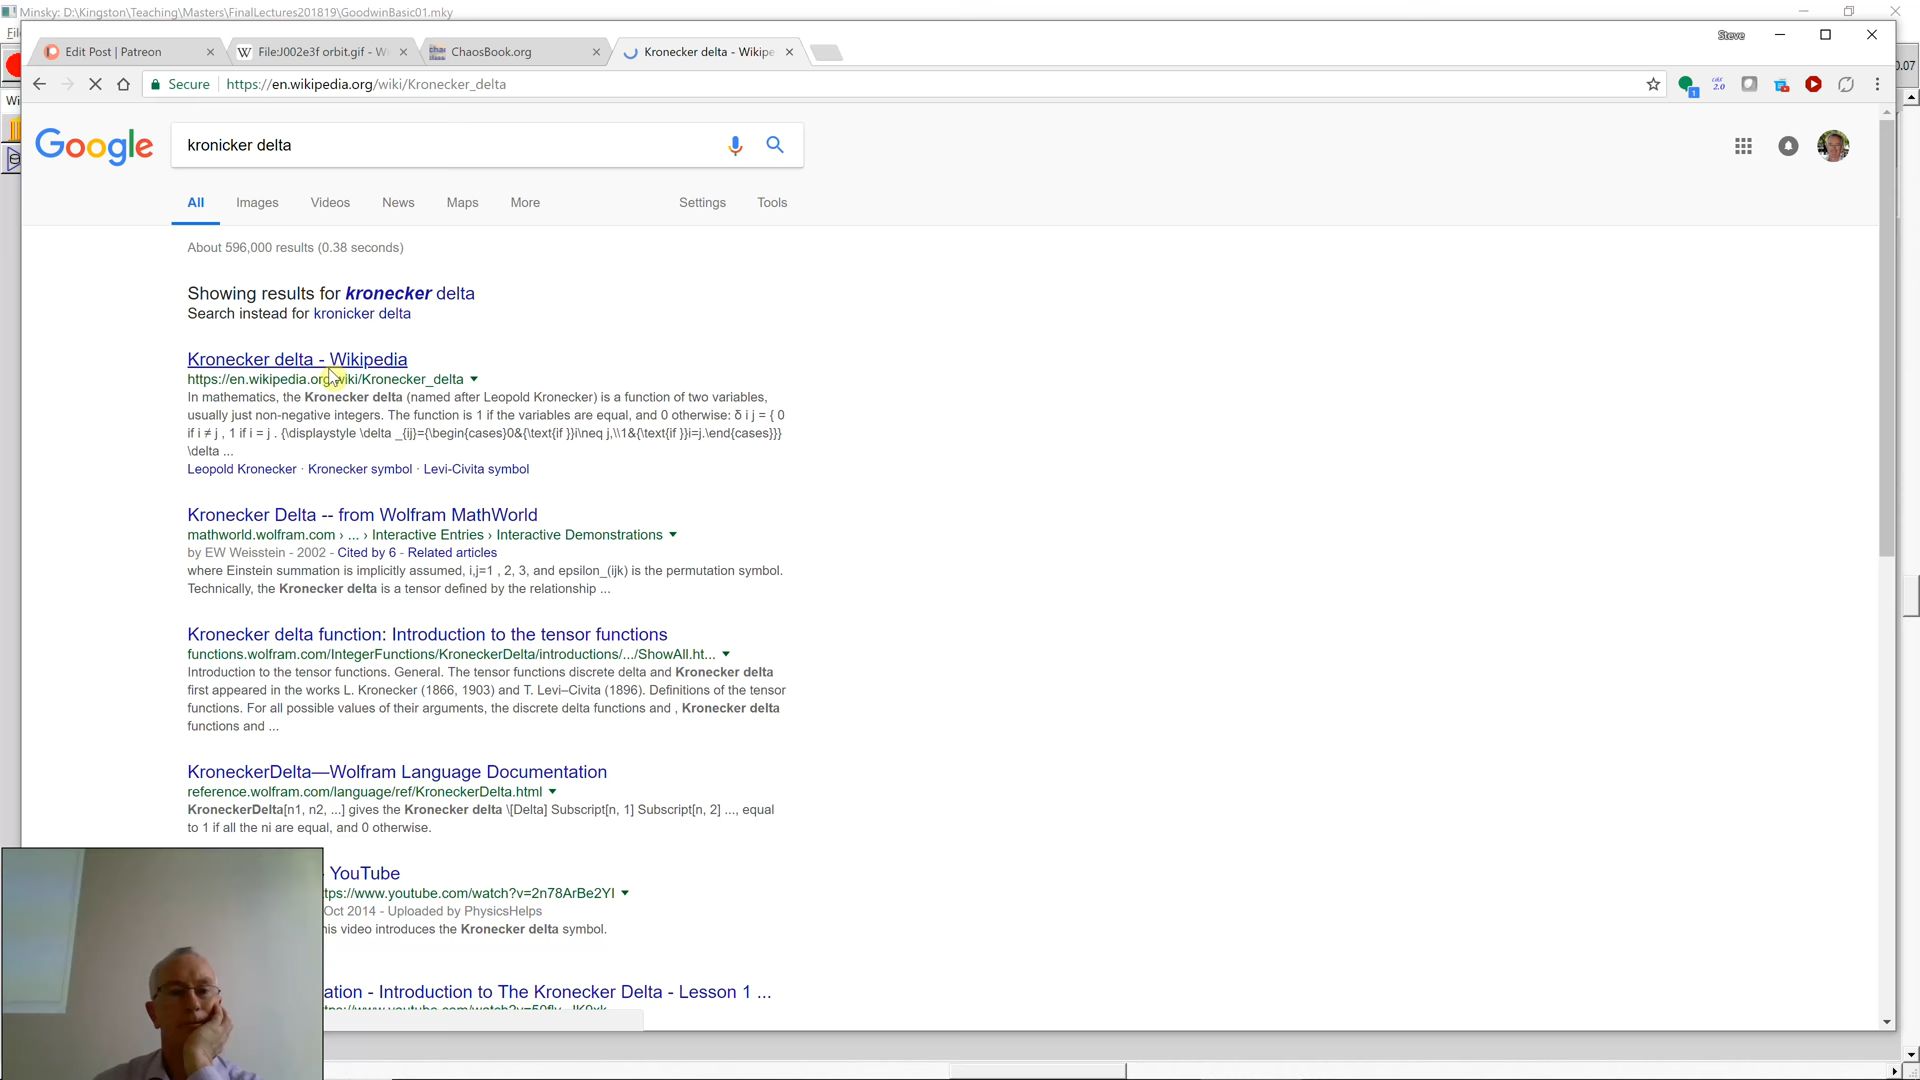 Minsky: D:\Kingston\Teaching\Masters\FinalLectures201819\GoodwinBasic01.mky
Edit Post | Patreon
File:J002e3f orbit.gif - W
ChaosBook.org
Kronecker delta - Wikipe
Steve
Secure
https://en.wikipedia.org/wiki/Kronecker_delta
2.0
1
0.07
Google
kronicker delta
All
Images
Videos
News
Maps
More
Settings
Tools
About 596,000 results (0.38 seconds)
Showing results for kronecker delta
Search instead for kronicker delta
Kronecker delta - Wikipedia
https://en.wikipedia.org/wiki/Kronecker_delta
In mathematics, the Kronecker delta (named after Leopold Kronecker) is a function of two variables,
usually just non-negative integers. The function is 1 if the variables are equal, and 0 otherwise: δ i j = { 0
if i ≠ j , 1 if i = j . {\displaystyle \delta _{ij}={\begin{cases}0&{\text{if }}i\neq j,\\1&{\text{if }}i=j.\end{cases}}}
\delta ...
Leopold Kronecker · Kronecker symbol · Levi-Civita symbol
Kronecker Delta -- from Wolfram MathWorld
mathworld.wolfram.com › ... › Interactive Entries › Interactive Demonstrations
by EW Weisstein - 2002 - Cited by 6 - Related articles
where Einstein summation is implicitly assumed, i,j=1 , 2, 3, and epsilon_(ijk) is the permutation symbol.
Technically, the Kronecker delta is a tensor defined by the relationship ...
Kronecker delta function: Introduction to the tensor functions
functions.wolfram.com/IntegerFunctions/KroneckerDelta/introductions/.../ShowAll.ht...
Introduction to the tensor functions. General. The tensor functions discrete delta and Kronecker delta
first appeared in the works L. Kronecker (1866, 1903) and T. Levi–Civita (1896). Definitions of the tensor
functions. For all possible values of their arguments, the discrete delta functions and , Kronecker delta
functions and ...
KroneckerDelta—Wolfram Language Documentation
reference.wolfram.com/language/ref/KroneckerDelta.html
KroneckerDelta[n1, n2, ...] gives the Kronecker delta \[Delta] Subscript[n, 1] Subscript[n, 2] ..., equal
to 1 if all the ni are equal, and 0 otherwise.
YouTube
tps://www.youtube.com/watch?v=2n78ArBe2YI
Oct 2014 - Uploaded by PhysicsHelps
his video introduces the Kronecker delta symbol.
ation - Introduction to The Kronecker Delta - Lesson 1 ...